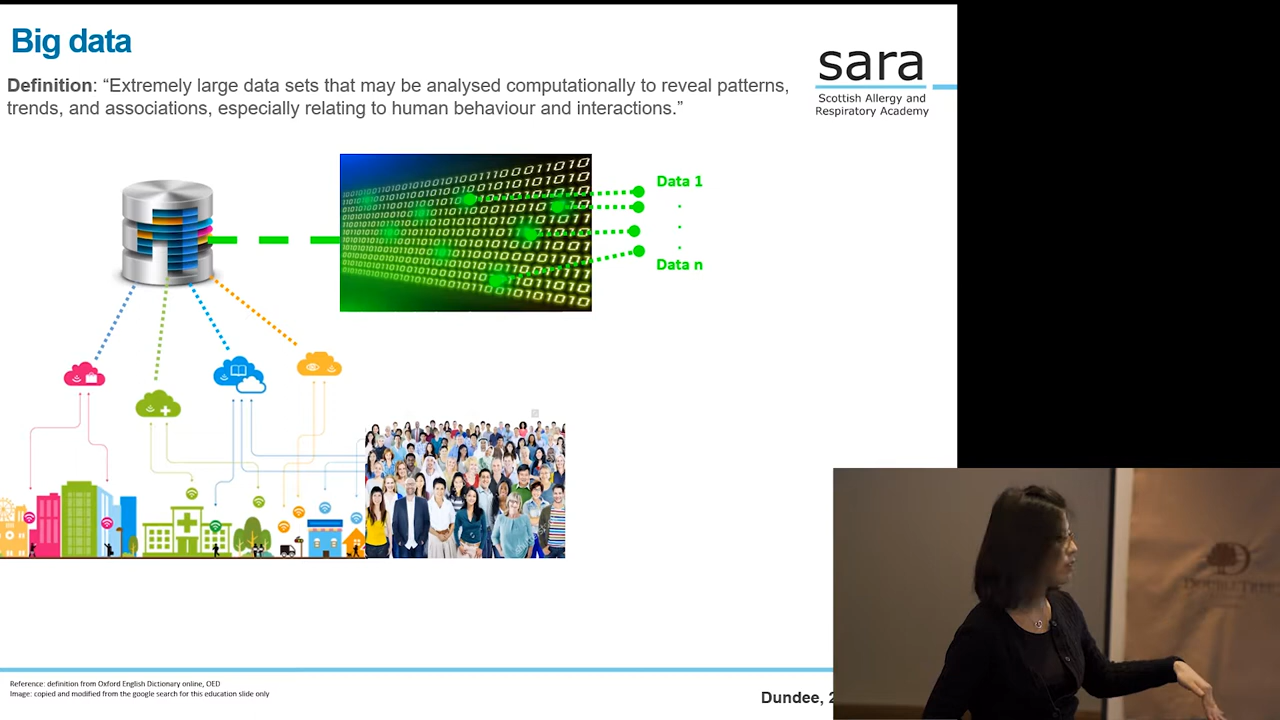 Big data
Definition: “Extremely large data sets that may be analysed computationally to reveal patterns,
trends, and associations, especially relating to human behaviour and interactions.”
sara
Scottish Allergy and
Respiratory Academy
Data 1
Data n
Reference: definition from Oxford English Dictionary online, OED
Image: copied and modified from the google search for this education slide only
Dundee, 2
DOUBLETREE